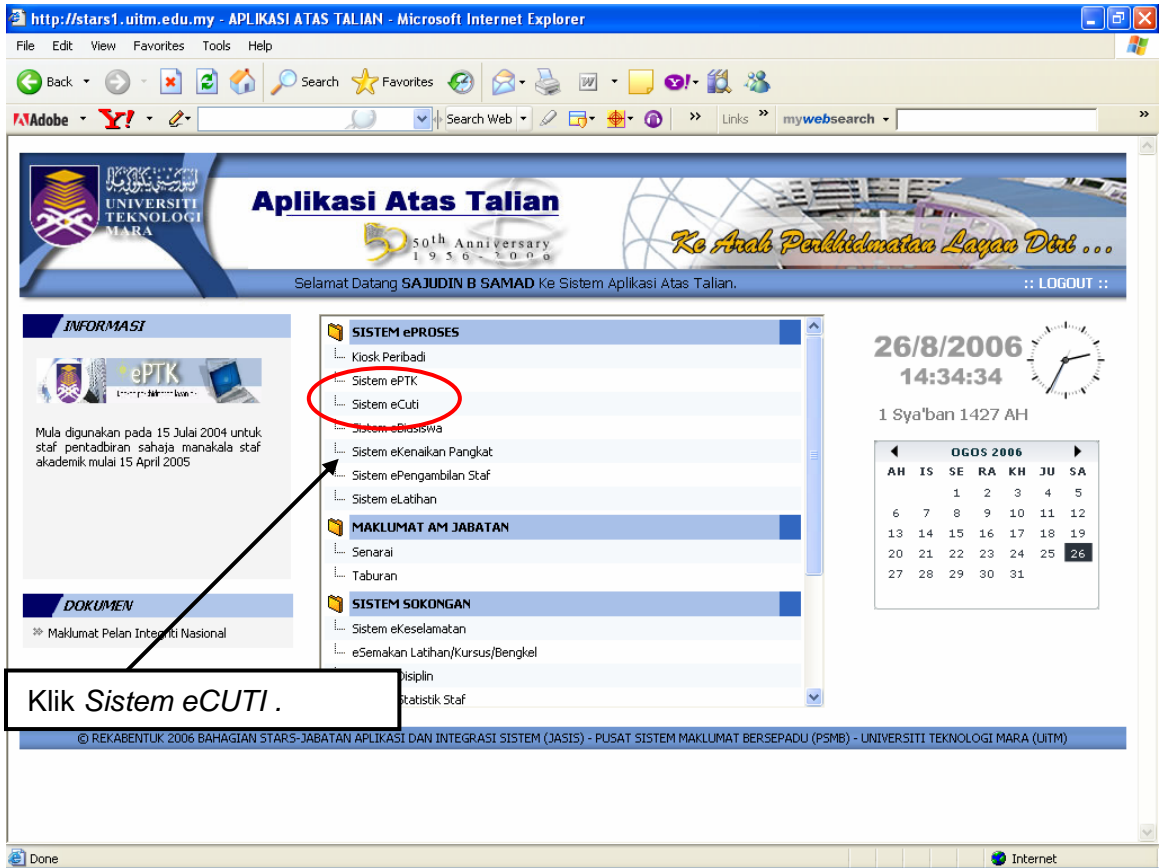 http://stars1.uitm.edu.my - APLIKASI ATAS TALIAN - Microsoft Internet Explorer
File Edit View Favorites Tools Help
Back Search Favorites
Adobe Y! Search Web Links mywebsearch
UNIVERSITI
TEKNOLOGI
MARA
Aplikasi Atas Talian
50th Anniversary
1956-2006
Ke Arah Perkhidmatan Layan Diri ...
Selamat Datang SAJUDIN B SAMAD Ke Sistem Aplikasi Atas Talian.
:: LOGOUT ::
INFORMASI
ePTK
Mula digunakan pada 15 Julai 2004 untuk
staf pentadbiran sahaja manakala staf
akademik mulai 15 April 2005
DOKUMEN
Maklumat Pelan Integriti Nasional
SISTEM ePROSES
Kiosk Peribadi
Sistem ePTK
Sistem eCuti
Sistem eBiasiswa
Sistem eKenaikan Pangkat
Sistem ePengambilan Staf
Sistem eLatihan
MAKLUMAT AM JABATAN
Senarai
Taburan
SISTEM SOKONGAN
Sistem eKeselamatan
eSemakan Latihan/Kursus/Bengkel
Disiplin
Statistik Staf
Klik Sistem eCUTI .
26/8/2006
14:34:34
1 Sya'ban 1427 AH
OGOS 2006
AH IS SE RA KH JU SA
1 2 3 4 5
6 7 8 9 10 11 12
13 14 15 16 17 18 19
20 21 22 23 24 25 26
27 28 29 30 31
© REKABENTUK 2006 BAHAGIAN STARS-JABATAN APLIKASI DAN INTEGRASI SISTEM (JASIS) - PUSAT SISTEM MAKLUMAT BERSEPADU (PSMB) - UNIVERSITI TEKNOLOGI MARA (UiTM)
Done
Internet